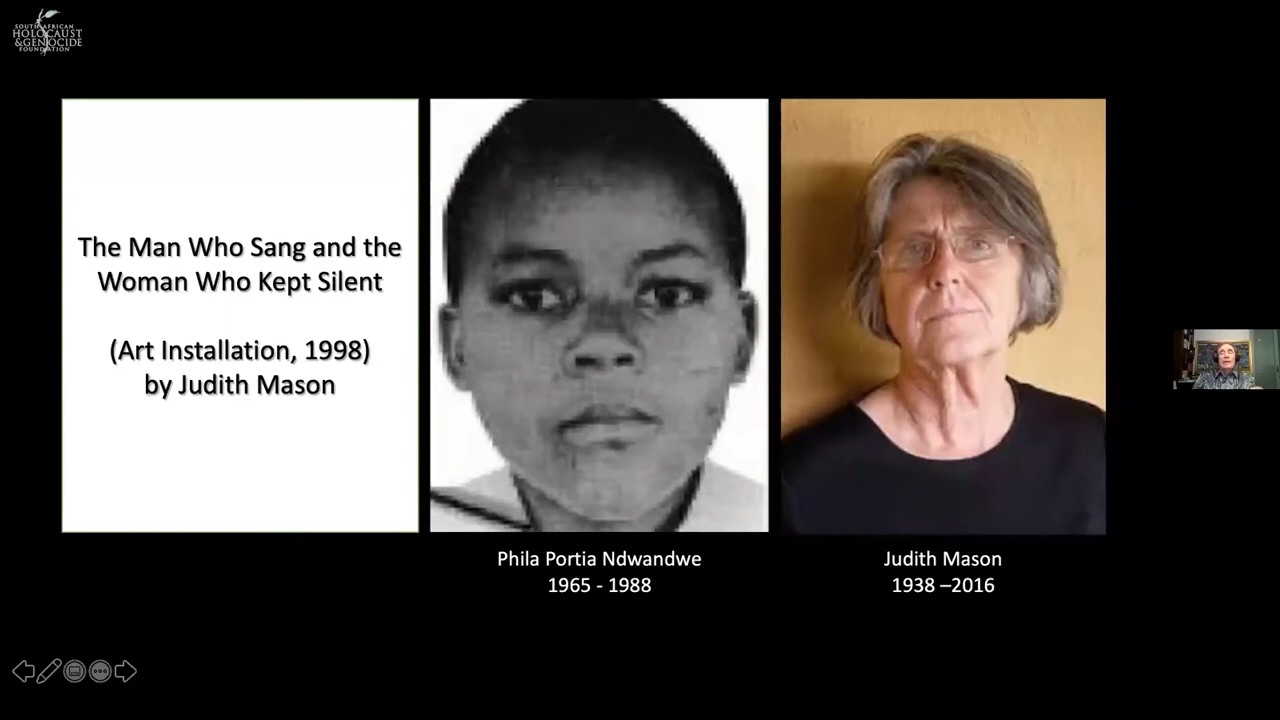 SOUTH AFRICAN
HOLOCAUST
& GENOCIDE
FOUNDATION
The Man Who Sang and the
Woman Who Kept Silent
(Art Installation, 1998)
by Judith Mason
Phila Portia Ndwandwe
1965 - 1988
Judith Mason
1938 –2016